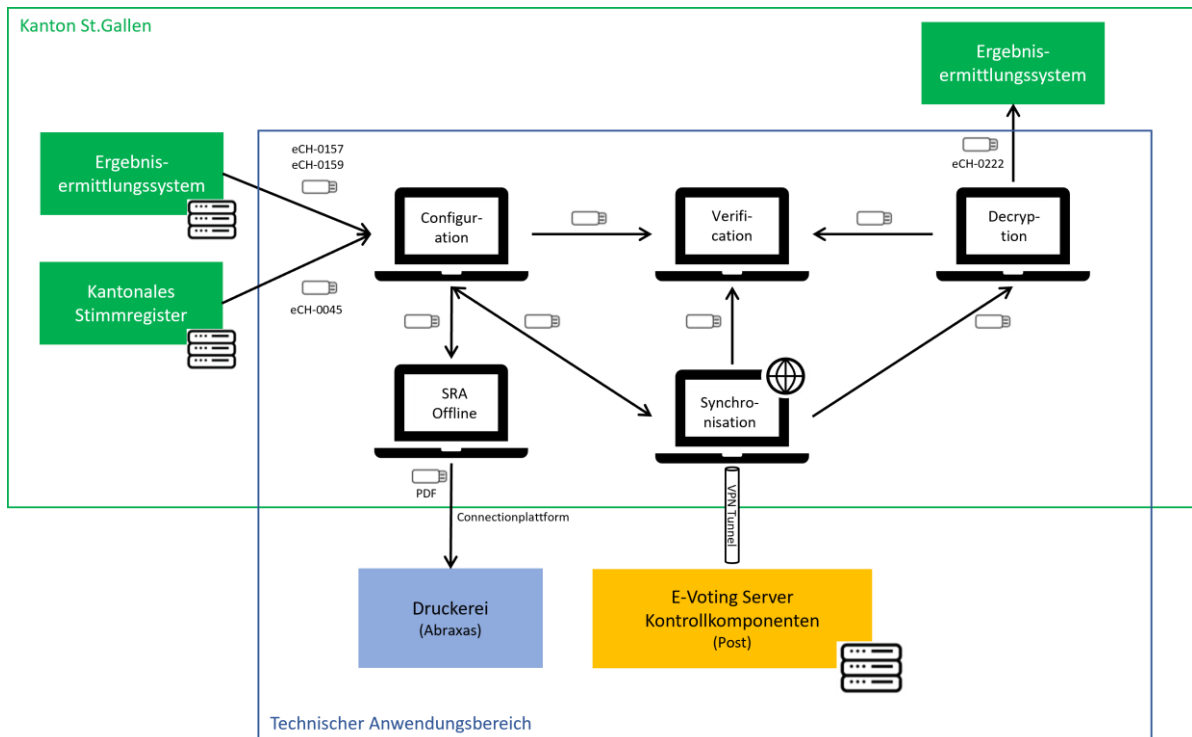 Kanton St.Gallen
Ergebnis-
ermittlungssystem
eCH-0157
eCH-0159
Ergebnis-
ermittlungssystem
eCH-0222
Configur-
ation
Verifi-
cation
Decryp-
tion
Kantonales
Stimmregister
eCH-0045
SRA
Offline
Synchro-
nisation
PDF
VPN Tunnel
Connectionplattform
Druckerei
(Abraxas)
E-Voting Server
Kontrollkomponenten
(Post)
Technischer Anwendungsbereich